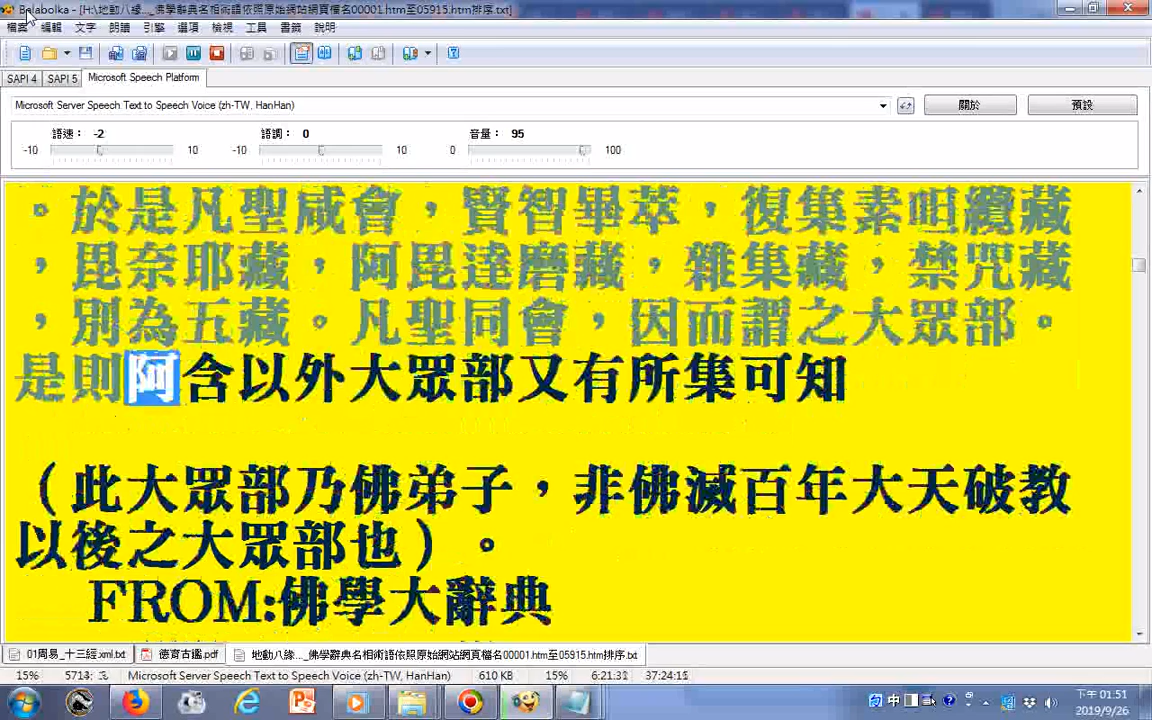 Balabolka - [H:\地動八緣..._佛學辭典名相術語依照原始網站網頁檔名00001.htm至05915.htm排序.txt]
檔案 編輯 文字 朗讀 引擎 選項 檢視 工具 書籤 說明
SAPI 4 SAPI 5 Microsoft Speech Platform
Microsoft Server Speech Text to Speech Voice (zh-TW, HanHan) 關於 預設
語速： -2 語調： 0 音量： 95
-10 10 -10 10 0 100
。於是凡聖咸會，賢智畢萃，復集素呾纜藏
，毘奈耶藏，阿毘達磨藏，雜集藏，禁咒藏
，別為五藏。凡聖同會，因而謂之大眾部。
是則阿含以外大眾部又有所集可知
（此大眾部乃佛弟子，非佛滅百年大天破教
以後之大眾部也）。
FROM:佛學大辭典
01周易_十三經.xml.txt 德育古鑑.pdf 地動八緣..._佛學辭典名相術語依照原始網站網頁檔名00001.htm至05915.htm排序.txt
15% Microsoft Server Speech Text to Speech Voice (zh-TW, HanHan) 610 KB 15% 6:21:31 37:24:15
中 下午 01:51
2019/9/26